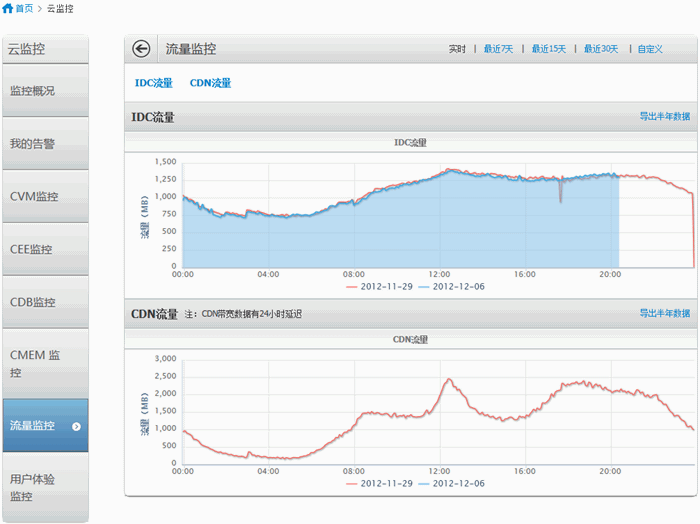 首页 > 云监控
云监控
监控概况
我的告警
CVM监控
CEE监控
CDB监控
CMEM 监
控
流量监控
用户体验
监控
流量监控
实时 | 最近7天 | 最近15天 | 最近30天 | 自定义
IDC流量 CDN流量
IDC流量 导出半年数据
IDC流量
流量（MB）
1,500
1,250
1,000
750
500
250
0
00:00 04:00 08:00 12:00 16:00 20:00
2012-11-29 2012-12-06
CDN流量 注：CDN带宽数据有24小时延迟 导出半年数据
CDN流量
流量（MB）
3,000
2,500
2,000
1,500
1,000
500
0
00:00 04:00 08:00 12:00 16:00 20:00
2012-11-29 2012-12-06